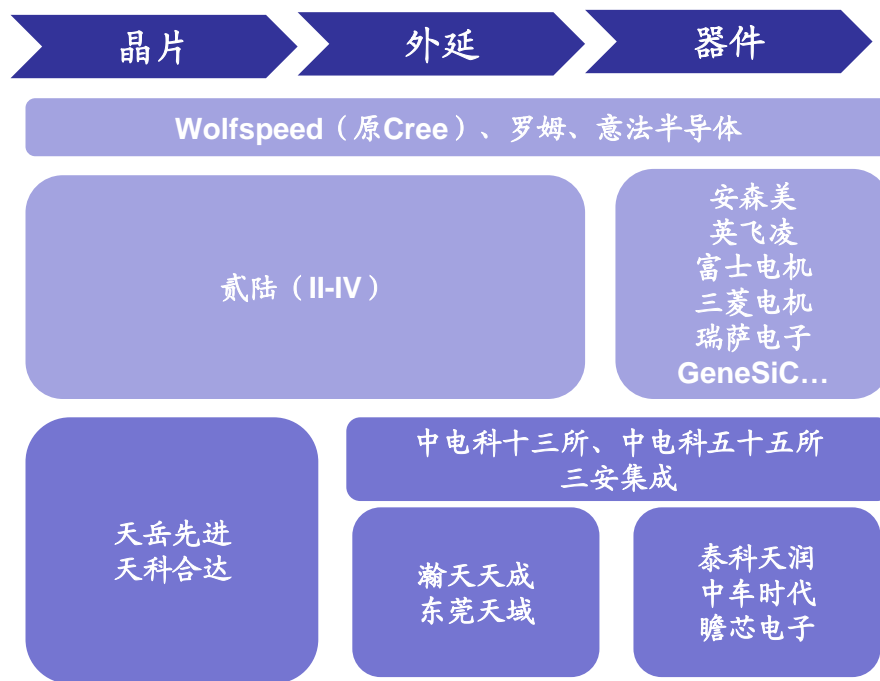 晶片
外延
器件
Wolfspeed（原Cree）、罗姆、意法半导体
贰陆（II-IV）
安森美
英飞凌
富士电机
三菱电机
瑞萨电子
GeneSiC…
天岳先进
天科合达
中电科十三所、中电科五十五所
三安集成
瀚天天成
东莞天域
泰科天润
中车时代
瞻芯电子